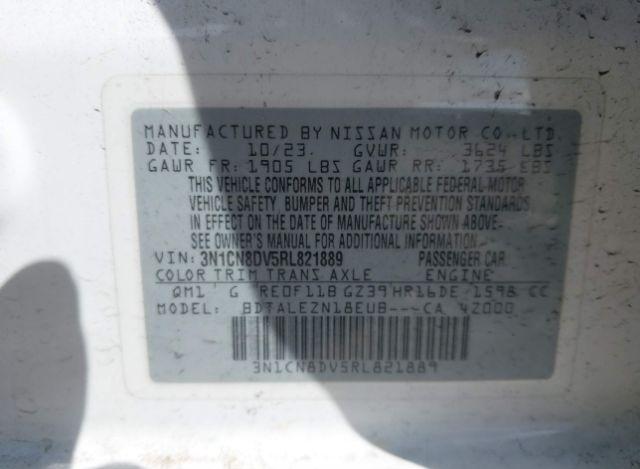 MANUFACTURED BY NISSAN MOTOR CO., LTD.
DATE: 10/23. GVWR: 3624 LBS
GAWR FR: 1905 LBS GAWR RR: 1735 LBS
THIS VEHICLE CONFORMS TO ALL APPLICABLE FEDERAL MOTOR
VEHICLE SAFETY, BUMPER AND THEFT PREVENTION STANDARDS
IN EFFECT ON THE DATE OF MANUFACTURE SHOWN ABOVE-
SEE OWNER'S MANUAL FOR ADDITIONAL INFORMATION.
VIN: 3N1CN8DV5RL821889 PASSENGER CAR
COLOR TRIM TRANS AXLE ENGINE
QM1 G RE0F11B GZ39 HR16DE 1598 CC
MODEL: BDTALEZN18EUB---CA 42000
3N1CN8DV5RL821889